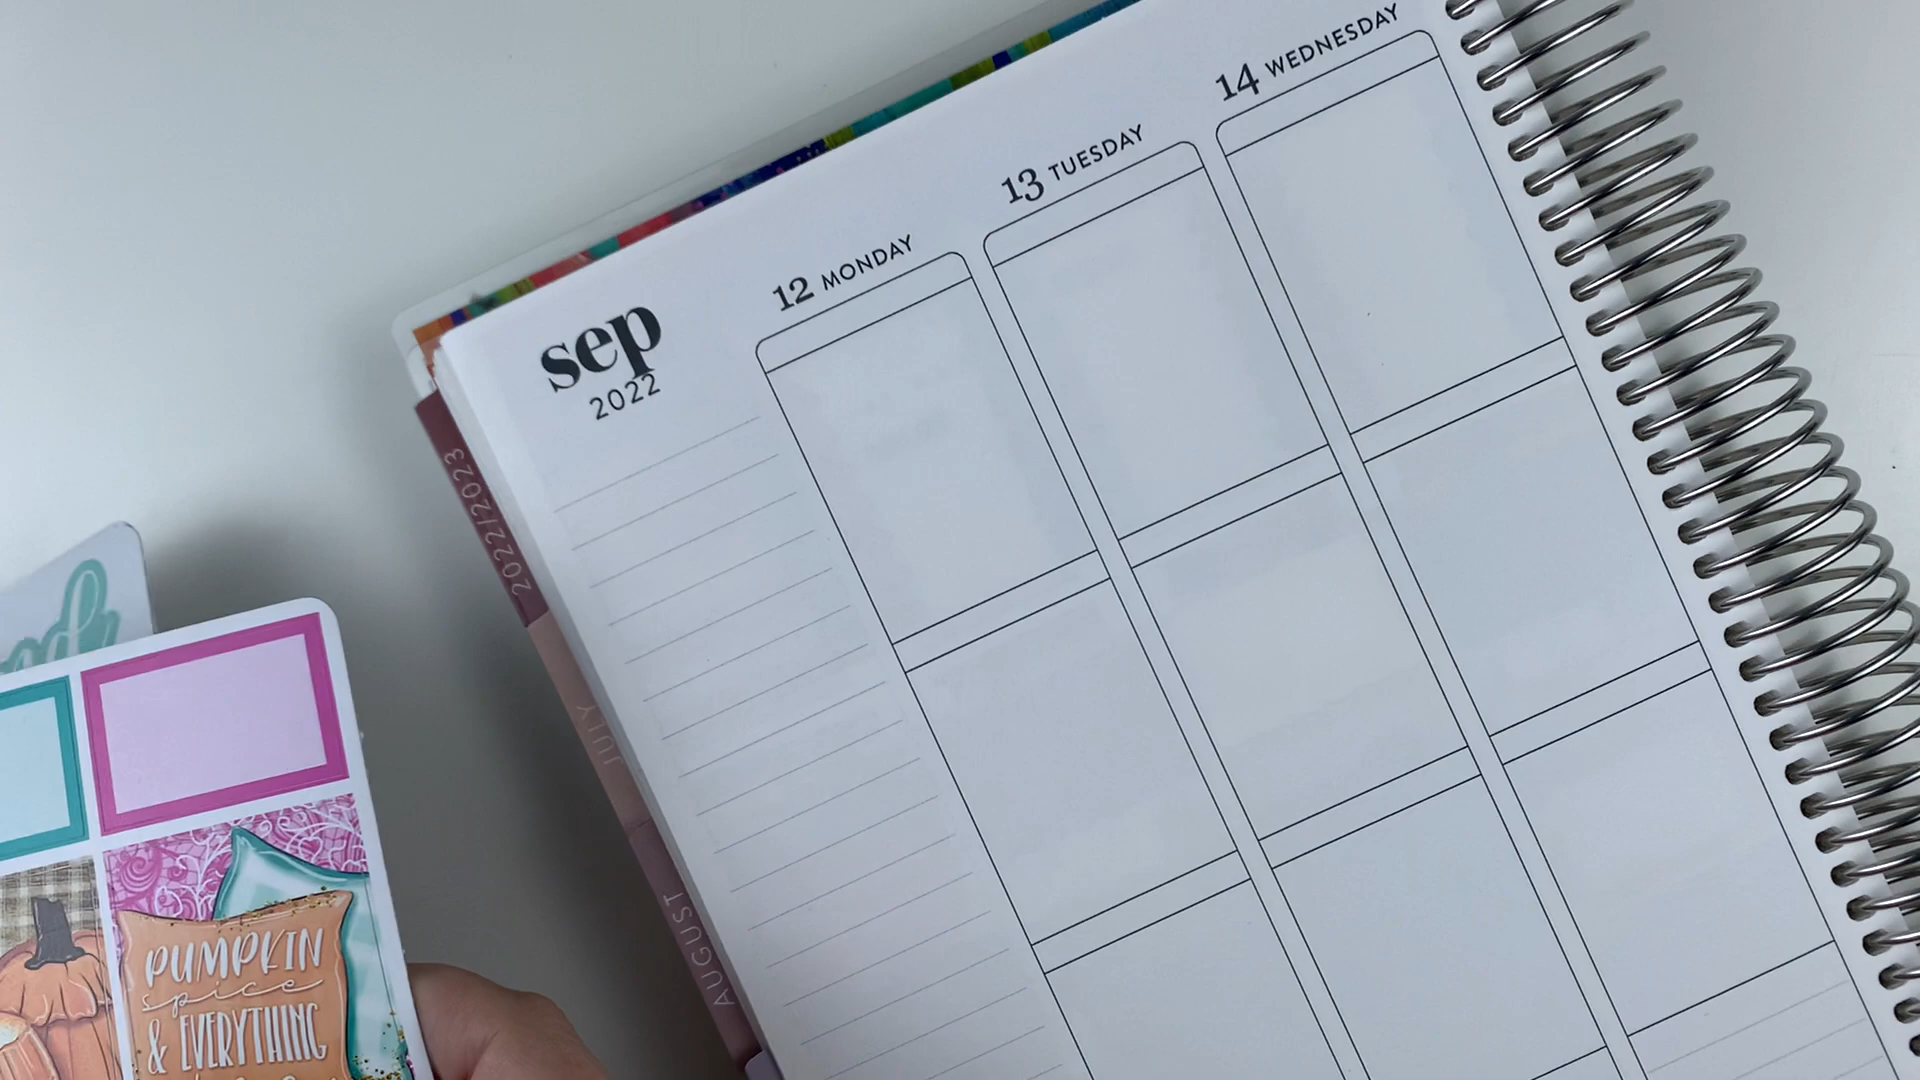 14 WEDNESDAY
13 TUESDAY
12 MONDAY
sep
2022
2022/2023
JULY
AUGUST
PUMPKIN
spice
& EVERYTHING